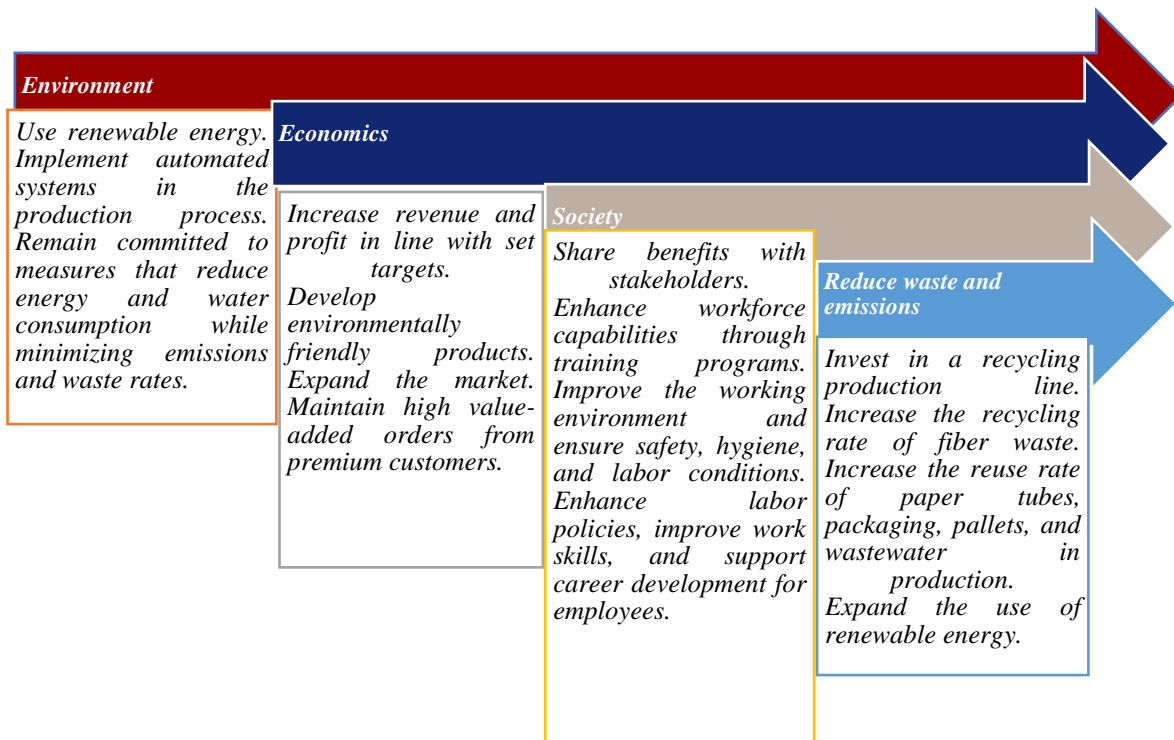 Environment
Use renewable energy.
Implement automated
systems in the
production process.
Remain committed to
measures that reduce
energy and water
consumption while
minimizing emissions
and waste rates.
Economics
Increase revenue and
profit in line with set
targets.
Develop
environmentally
friendly products.
Expand the market.
Maintain high value-
added orders from
premium customers.
Society
Share benefits with
stakeholders.
Enhance workforce
capabilities through
training programs.
Improve the working
environment and
ensure safety, hygiene,
and labor conditions.
Enhance labor
policies, improve work
skills, and support
career development for
employees.
Reduce waste and
emissions
Invest in a recycling
production line.
Increase the recycling
rate of fiber waste.
Increase the reuse rate
of paper tubes,
packaging, pallets, and
wastewater in
production.
Expand the use of
renewable energy.